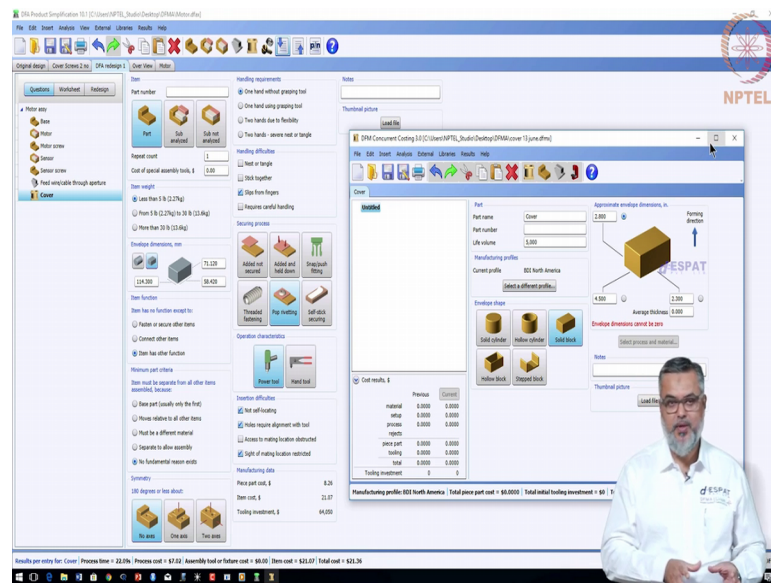 DFA Product Simplification 10.1 [C:\Users\NPTEL_Studio\Desktop\DFMA\Motor.dfax]
File Edit Insert Analysis View External Libraries Results Help
Original design Cover Screws 2 no DFA redesign 1 Over View Motor
Questions Worksheet Redesign
Motor assy
Base
Motor
Motor screw
Sensor
Sensor screw
Feed wire/cable through aperture
Cover
Item
Part number
Part
Sub analyzed
Sub not analyzed
Repeat count 1
Cost of special assembly tools, $ 0.00
Item weight
Less than 5 lb (2.27kg)
From 5 lb (2.27kg) to 30 lb (13.6kg)
More than 30 lb (13.6kg)
Envelope dimensions, mm
71.120
114.300 58.420
Item function
Item has no function except to:
Fasten or secure other items
Connect other items
Item has other function
Minimum part criteria
Item must be separate from all other items
assembled, because:
Base part (usually only the first)
Moves relative to all other items
Must be a different material
Separate to allow assembly
No fundamental reason exists
Symmetry
180 degrees or less about:
No axes One axis Two axes
Handling requirements
One hand without grasping tool
One hand using grasping tool
Two hands due to flexibility
Two hands - severe nest or tangle
Handling difficulties
Nest or tangle
Stick together
Slips from fingers
Requires careful handling
Securing process
Added not secured
Added and held down
Snap/push fitting
Threaded fastening
Pop rivetting
Self-stick securing
Operation characteristics
Power tool Hand tool
Insertion difficulties
Not self-locating
Holes require alignment with tool
Access to mating location obstructed
Sight of mating location restricted
Manufacturing data
Piece part cost, $ 8.26
Item cost, $ 21.07
Tooling investment, $ 64,050
Notes
Thumbnail picture
Load file
NPTEL
DFM Concurrent Costing 3.0 [C:\Users\NPTEL_Studio\Desktop\DFMA\cover 13 june.dfmx]
File Edit Insert Analysis External Libraries Results Help
Cover
Untitled
Part
Part name Cover
Part number
Life volume 5,000
Manufacturing profiles
Current profile BDI North America
Select a different profile...
Envelope shape
Solid cylinder Hollow cylinder Solid block
Hollow block Stepped block
Approximate envelope dimensions, in.
2.000
Forming direction
ESPAT
4.500 2.300
Average thickness 0.000
Envelope dimensions cannot be zero
Select process and material...
Notes
Thumbnail picture
Load file
Cost results, $
Previous Current
material 0.0000 0.0000
setup 0.0000 0.0000
process 0.0000 0.0000
rejects
piece part 0.0000 0.0000
tooling 0.0000 0.0000
total 0.0000 0.0000
Tooling investment 0 0
Manufacturing profile: BDI North America Total piece part cost = $0.0000 Total initial tooling investment = $0
d-ESPAT
Results per entry for: Cover Process time = 22.09s Process cost = $7.02 Assembly tool or fixture cost = $0.00 Item cost = $21.07 Total cost = $21.36